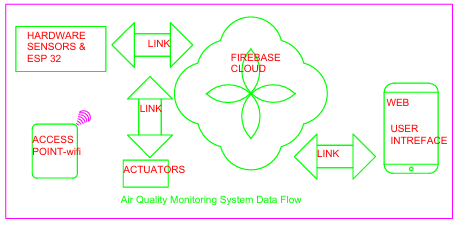 HARDWARE
SENSORS &
ESP 32
LINK
FIREBASE
CLOUD
LINK
WEB
USER
INTREFACE
ACCESS
POINT-wifi
LINK
ACTUATORS
Air Quality Monitoring System Data Flow